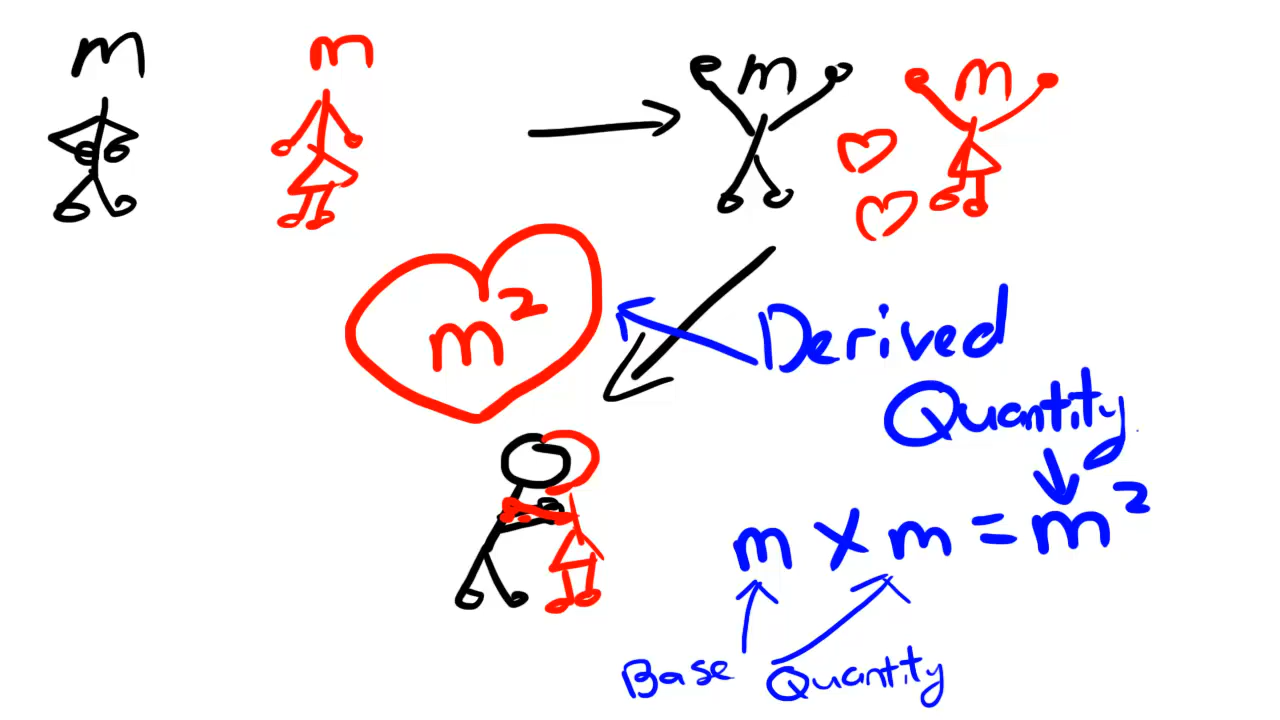 m m m m
m²
Derived
Quantity
m x m = m²
Base Quantity